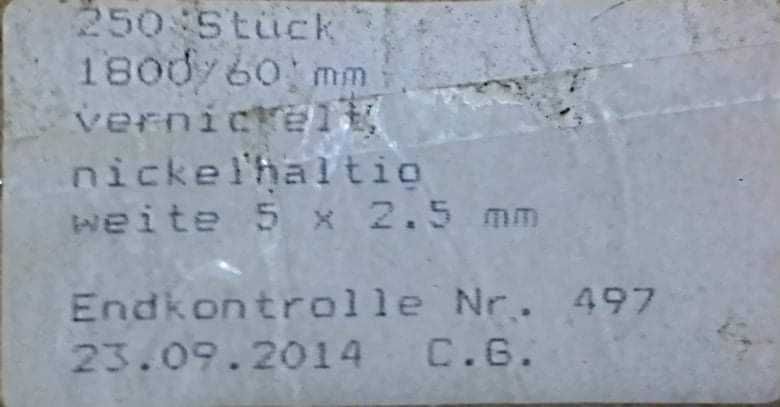 250 Stück
1800/60 mm
vernickelt,
nickelhaltig
weite 5 x 2.5 mm
Endkontrolle Nr. 497
23.09.2014 C.G.